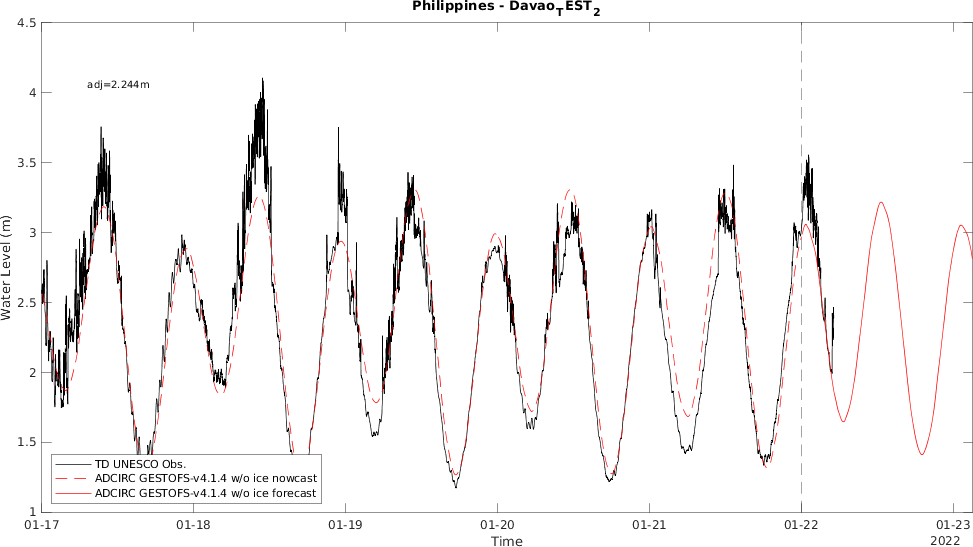 Philippines - DavaoTEST2
4.5
4
3.5
3
2.5
2
1.5
1
Water Level (m)
adj=2.244m
TD UNESCO Obs.
ADCIRC GESTOFS-v4.1.4 w/o ice nowcast
ADCIRC GESTOFS-v4.1.4 w/o ice forecast
01-17 01-18 01-19 01-20 01-21 01-22 01-23
Time
2022